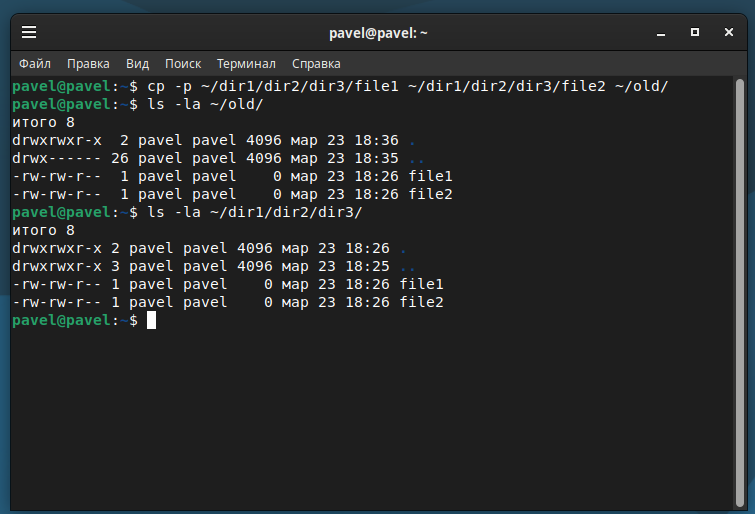 pavel@pavel: ~
Файл Правка Вид Поиск Терминал Справка
pavel@pavel:~$ cp -p ~/dir1/dir2/dir3/file1 ~/dir1/dir2/dir3/file2 ~/old/
pavel@pavel:~$ ls -la ~/old/
итого 8
drwxrwxr-x  2 pavel pavel 4096 мар 23 18:36 .
drwx------ 26 pavel pavel 4096 мар 23 18:35 ..
-rw-rw-r--  1 pavel pavel    0 мар 23 18:26 file1
-rw-rw-r--  1 pavel pavel    0 мар 23 18:26 file2
pavel@pavel:~$ ls -la ~/dir1/dir2/dir3/
итого 8
drwxrwxr-x 2 pavel pavel 4096 мар 23 18:26 .
drwxrwxr-x 3 pavel pavel 4096 мар 23 18:25 ..
-rw-rw-r-- 1 pavel pavel    0 мар 23 18:26 file1
-rw-rw-r-- 1 pavel pavel    0 мар 23 18:26 file2
pavel@pavel:~$